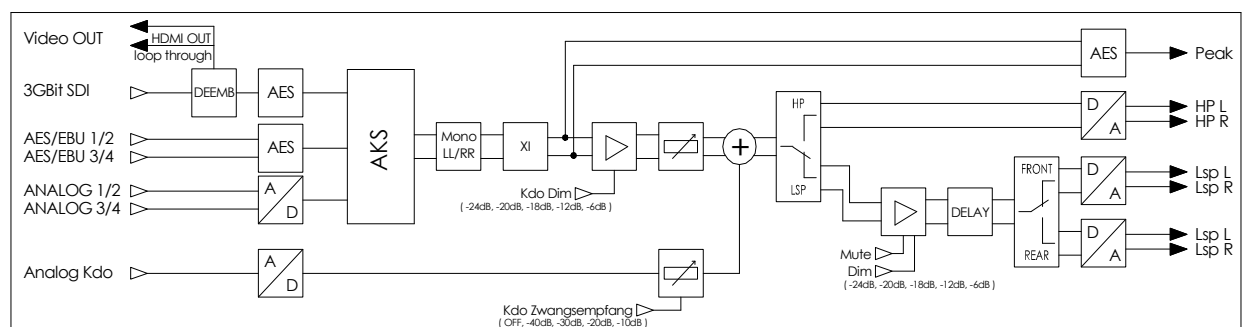 Video OUT
HDMI OUT
loop through
3GBit SDI
DEEMB
AES
AES/EBU 1/2
AES/EBU 3/4
AES
ANALOG 1/2
ANALOG 3/4
A
D
AKS
Mono
LL/RR
XI
Kdo Dim
( -24dB, -20dB, -18dB, -12dB, -6dB )
Analog Kdo
A
D
Kdo Zwangsempfang
( OFF, -40dB, -30dB, -20dB, -10dB )
+
HP
LSP
AES
Peak
D
A
HP L
HP R
Mute
Dim
( -24dB, -20dB, -18dB, -12dB, -6dB )
DELAY
FRONT
REAR
D
A
Lsp L
Lsp R
D
A
Lsp L
Lsp R